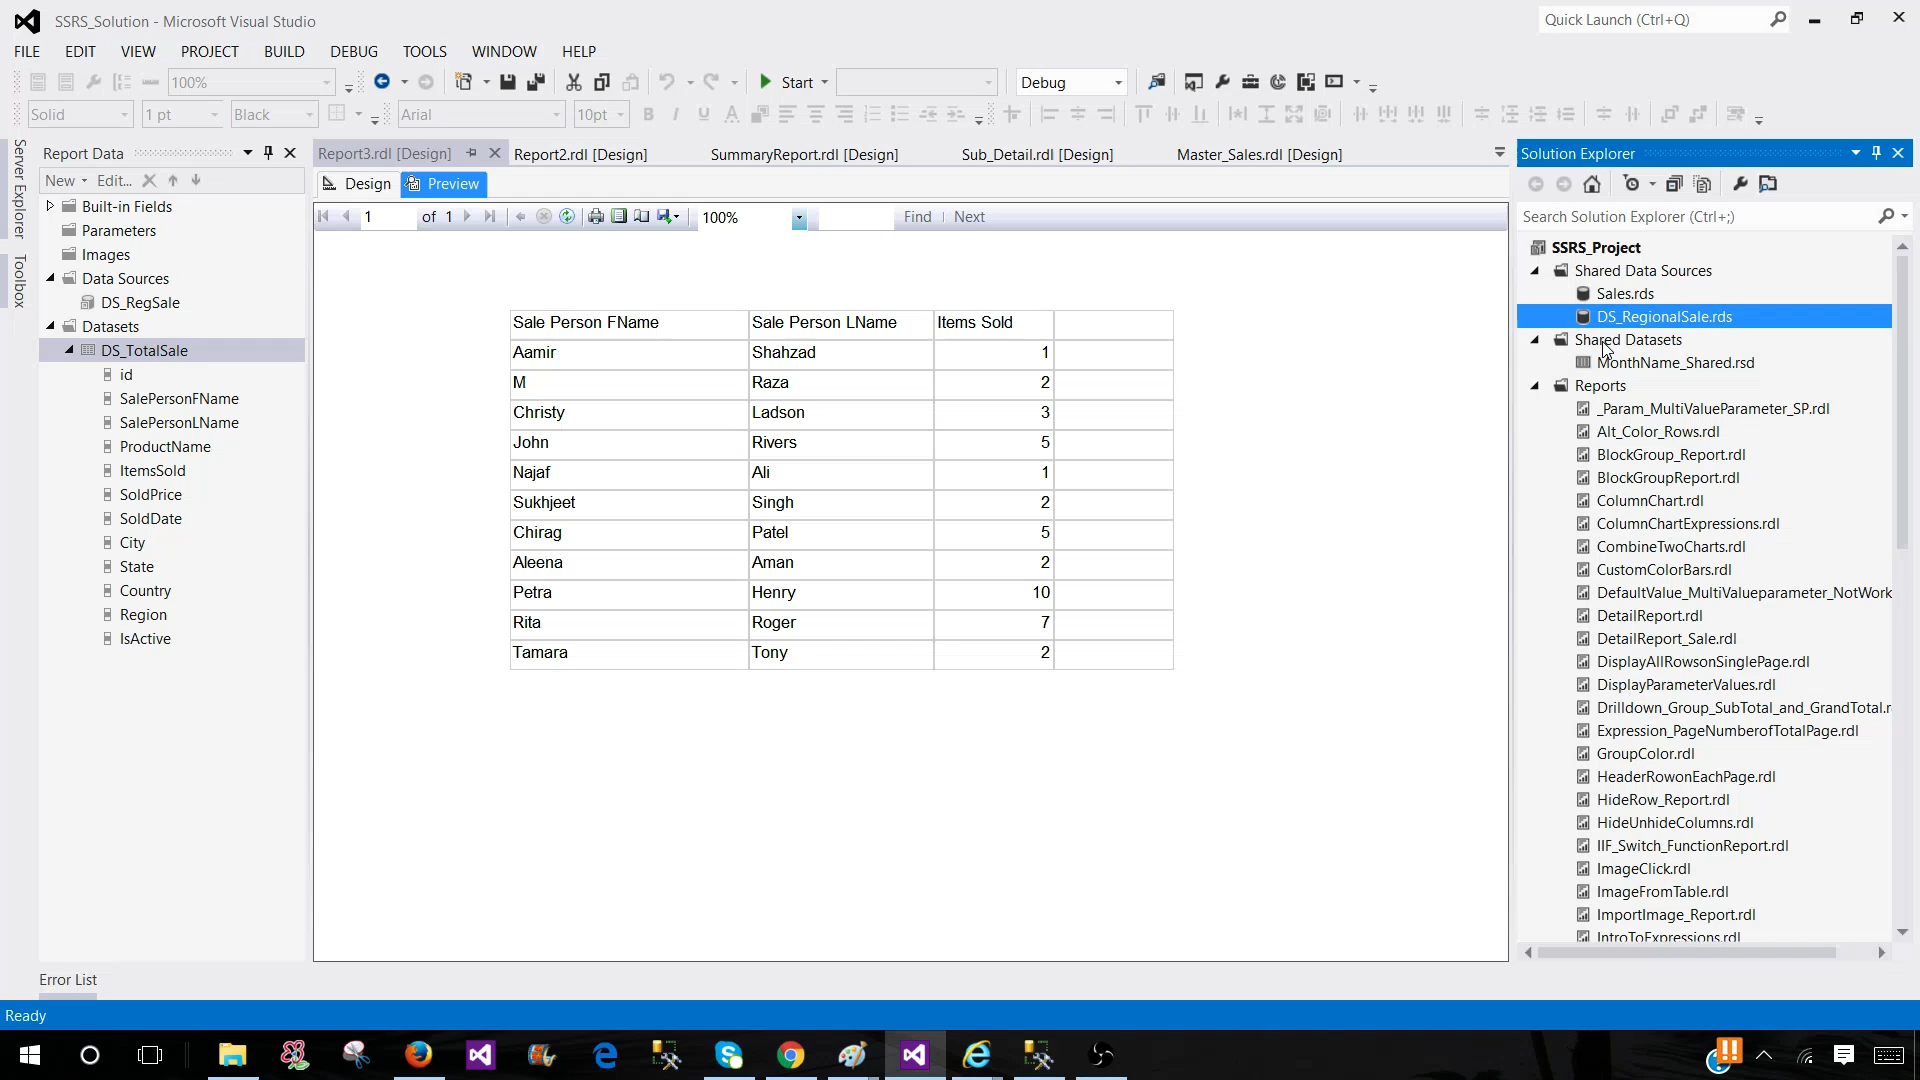 SSRS_Solution - Microsoft Visual Studio
Quick Launch (Ctrl+Q)
FILE EDIT VIEW PROJECT BUILD DEBUG TOOLS WINDOW HELP
100% Start Debug
Solid 1 pt Black Arial 10pt B I U A
Server Explorer
Toolbox
Report Data
New Edit...
Built-in Fields
Parameters
Images
Data Sources
DS_RegSale
Datasets
DS_TotalSale
id
SalePersonFName
SalePersonLName
ProductName
ItemsSold
SoldPrice
SoldDate
City
State
Country
Region
IsActive
Report3.rdl [Design] Report2.rdl [Design] SummaryReport.rdl [Design] Sub_Detail.rdl [Design] Master_Sales.rdl [Design]
Design Preview
1 of 1 100% Find | Next
Sale Person FName Sale Person LName Items Sold
Aamir Shahzad 1
M Raza 2
Christy Ladson 3
John Rivers 5
Najaf Ali 1
Sukhjeet Singh 2
Chirag Patel 5
Aleena Aman 2
Petra Henry 10
Rita Roger 7
Tamara Tony 2
Solution Explorer
Search Solution Explorer (Ctrl+;)
SSRS_Project
Shared Data Sources
Sales.rds
DS_RegionalSale.rds
Shared Datasets
MonthName_Shared.rsd
Reports
_Param_MultiValueParameter_SP.rdl
Alt_Color_Rows.rdl
BlockGroup_Report.rdl
BlockGroupReport.rdl
ColumnChart.rdl
ColumnChartExpressions.rdl
CombineTwoCharts.rdl
CustomColorBars.rdl
DefaultValue_MultiValueparameter_NotWork
DetailReport.rdl
DetailReport_Sale.rdl
DisplayAllRowsonSinglePage.rdl
DisplayParameterValues.rdl
Drilldown_Group_SubTotal_and_GrandTotal.r
Expression_PageNumberofTotalPage.rdl
GroupColor.rdl
HeaderRowonEachPage.rdl
HideRow_Report.rdl
HideUnhideColumns.rdl
IIF_Switch_FunctionReport.rdl
ImageClick.rdl
ImageFromTable.rdl
ImportImage_Report.rdl
IntroToExpressions.rdl
Error List
Ready